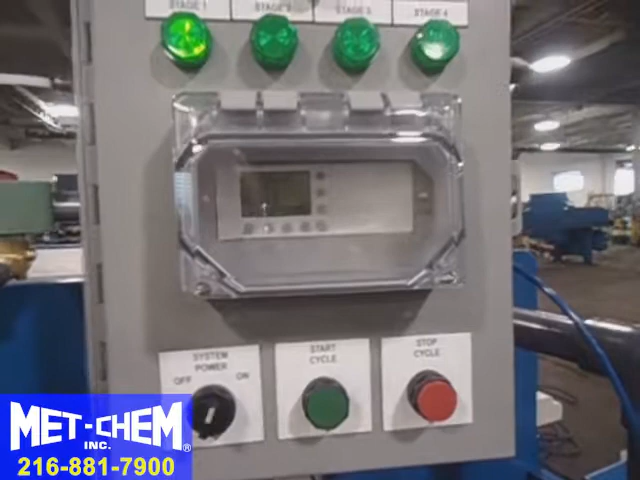 STAGE 1
STAGE 2
STAGE 3
STAGE 4
SYSTEM
POWER
OFF
ON
START
CYCLE
STOP
CYCLE
MET-CHEM
INC.®
216-881-7900